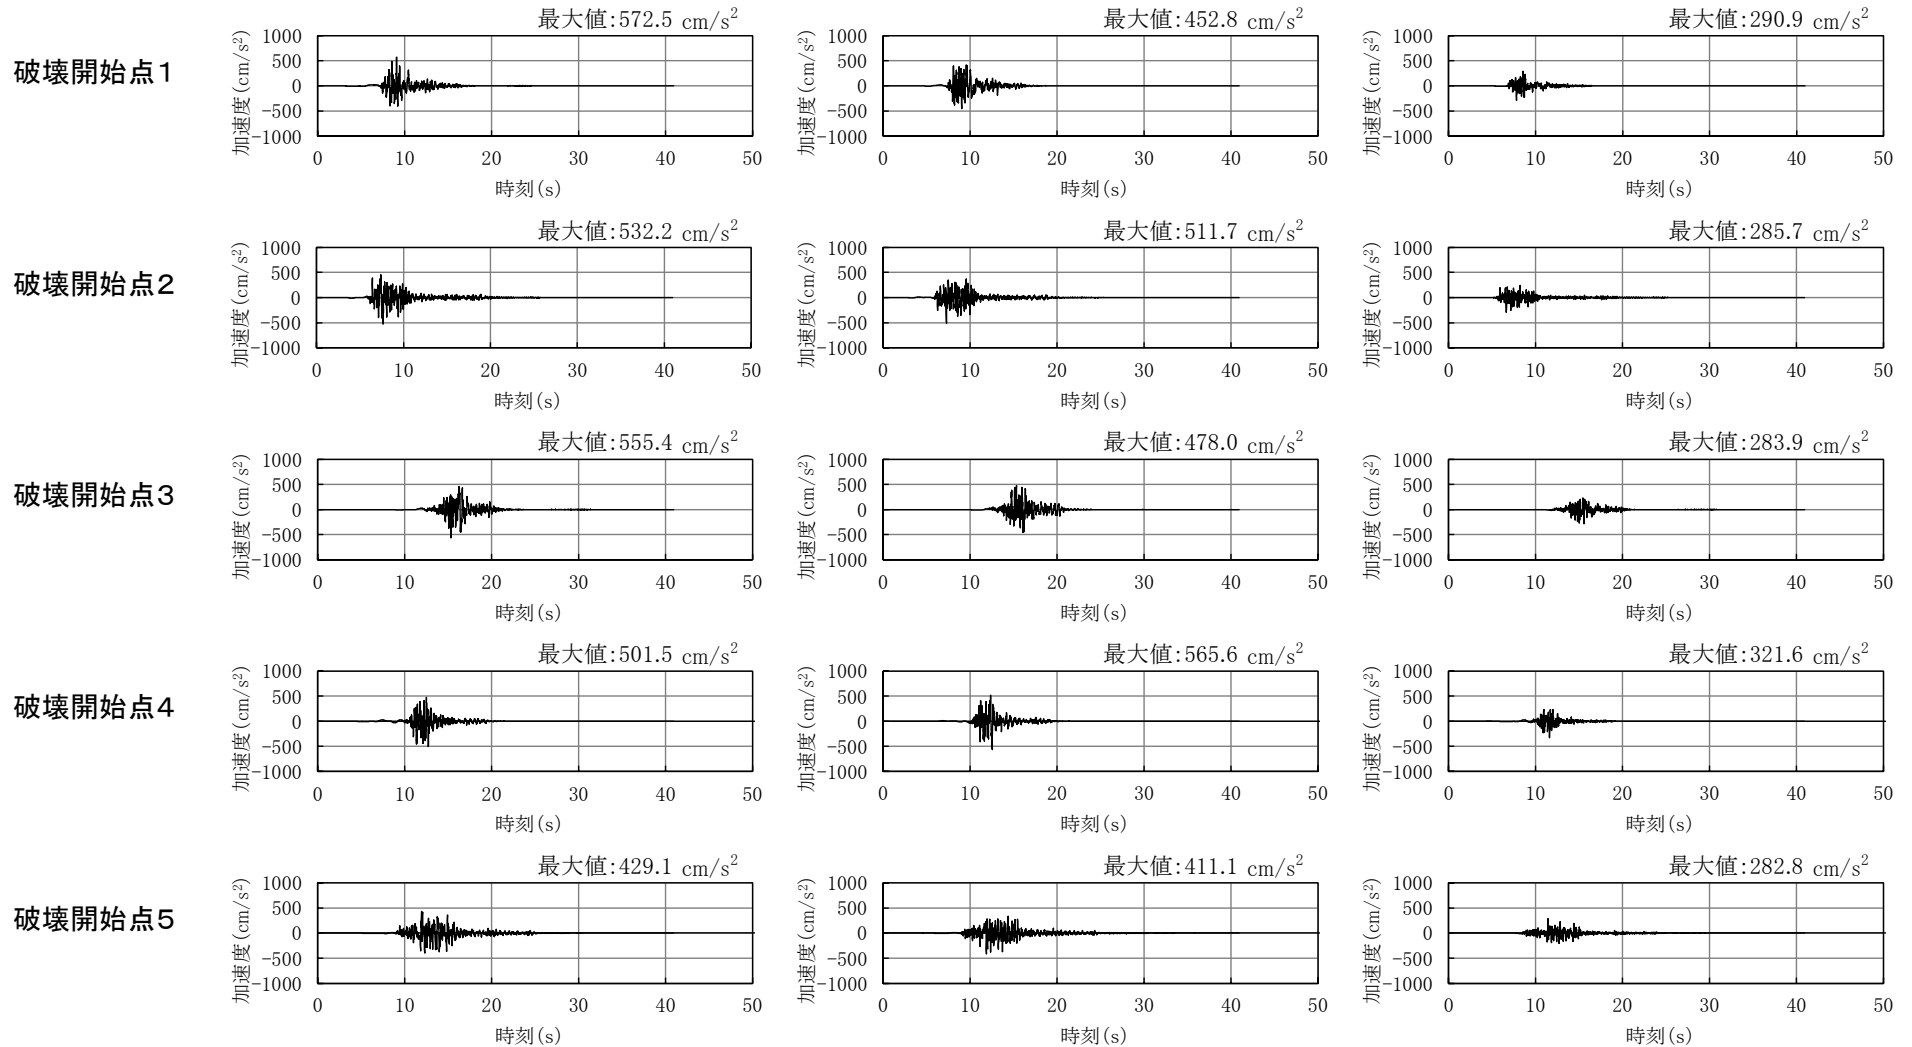 最大値:572.5 cm/s² 最大値:452.8 cm/s² 最大値:290.9 cm/s²
破壊開始点1
加速度(cm/s²) 1000 500 0 -500 -1000 加速度(cm/s²) 1000 500 0 -500 -1000 加速度(cm/s²) 1000 500 0 -500 -1000
0 10 20 30 40 50 0 10 20 30 40 50 0 10 20 30 40 50
時刻(s) 時刻(s) 時刻(s)
最大値:532.2 cm/s² 最大値:511.7 cm/s² 最大値:285.7 cm/s²
破壊開始点2
加速度(cm/s²) 1000 500 0 -500 -1000 加速度(cm/s²) 1000 500 0 -500 -1000 加速度(cm/s²) 1000 500 0 -500 -1000
0 10 20 30 40 50 0 10 20 30 40 50 0 10 20 30 40 50
時刻(s) 時刻(s) 時刻(s)
最大値:555.4 cm/s² 最大値:478.0 cm/s² 最大値:283.9 cm/s²
破壊開始点3
加速度(cm/s²) 1000 500 0 -500 -1000 加速度(cm/s²) 1000 500 0 -500 -1000 加速度(cm/s²) 1000 500 0 -500 -1000
0 10 20 30 40 50 0 10 20 30 40 50 0 10 20 30 40 50
時刻(s) 時刻(s) 時刻(s)
最大値:501.5 cm/s² 最大値:565.6 cm/s² 最大値:321.6 cm/s²
破壊開始点4
加速度(cm/s²) 1000 500 0 -500 -1000 加速度(cm/s²) 1000 500 0 -500 -1000 加速度(cm/s²) 1000 500 0 -500 -1000
0 10 20 30 40 50 0 10 20 30 40 50 0 10 20 30 40 50
時刻(s) 時刻(s) 時刻(s)
最大値:429.1 cm/s² 最大値:411.1 cm/s² 最大値:282.8 cm/s²
破壊開始点5
加速度(cm/s²) 1000 500 0 -500 -1000 加速度(cm/s²) 1000 500 0 -500 -1000 加速度(cm/s²) 1000 500 0 -500 -1000
0 10 20 30 40 50 0 10 20 30 40 50 0 10 20 30 40 50
時刻(s) 時刻(s) 時刻(s)